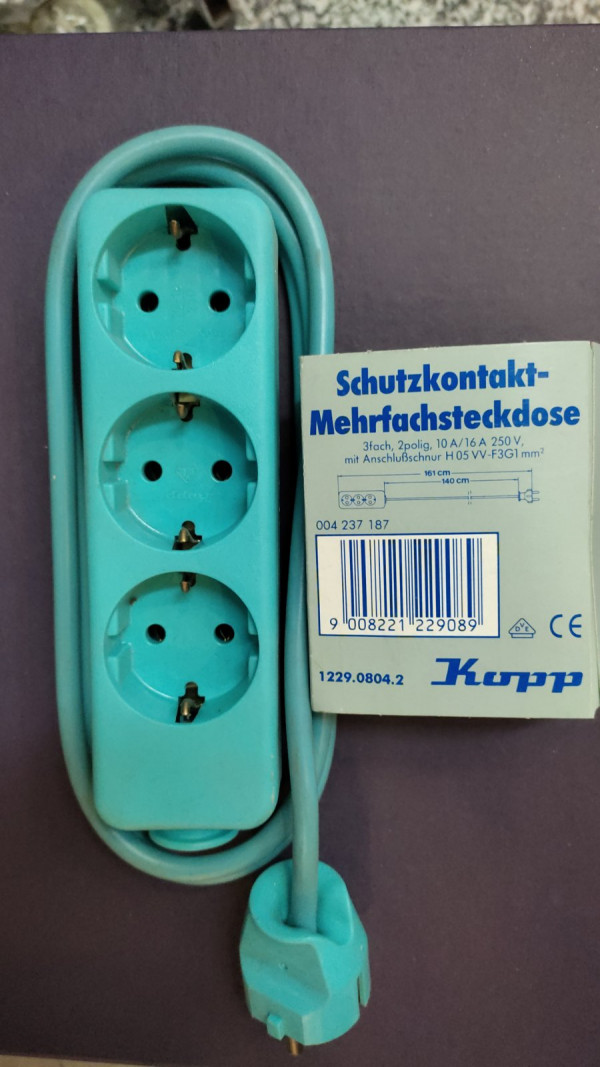 Schutzkontakt-
Mehrfachsteckdose
3fach, 2polig, 10 A/16 A 250 V,
mit Anschlußschnur H 05 VV-F3G1 mm²
161 cm
140 cm
004 237 187
9 008221 229089
VDE CE
1229.0804.2 Kopp